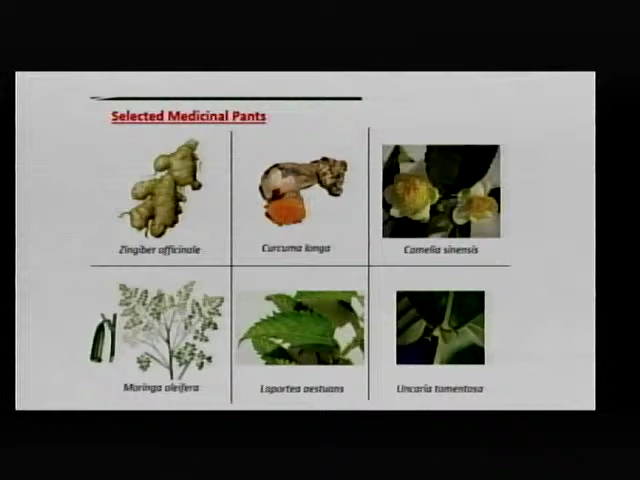 Selected Medicinal Pants
Zingiber officinale
Curcuma longa
Camelia sinensis
Moringa oleifera
Laportea aestuans
Uncaria tomentosa